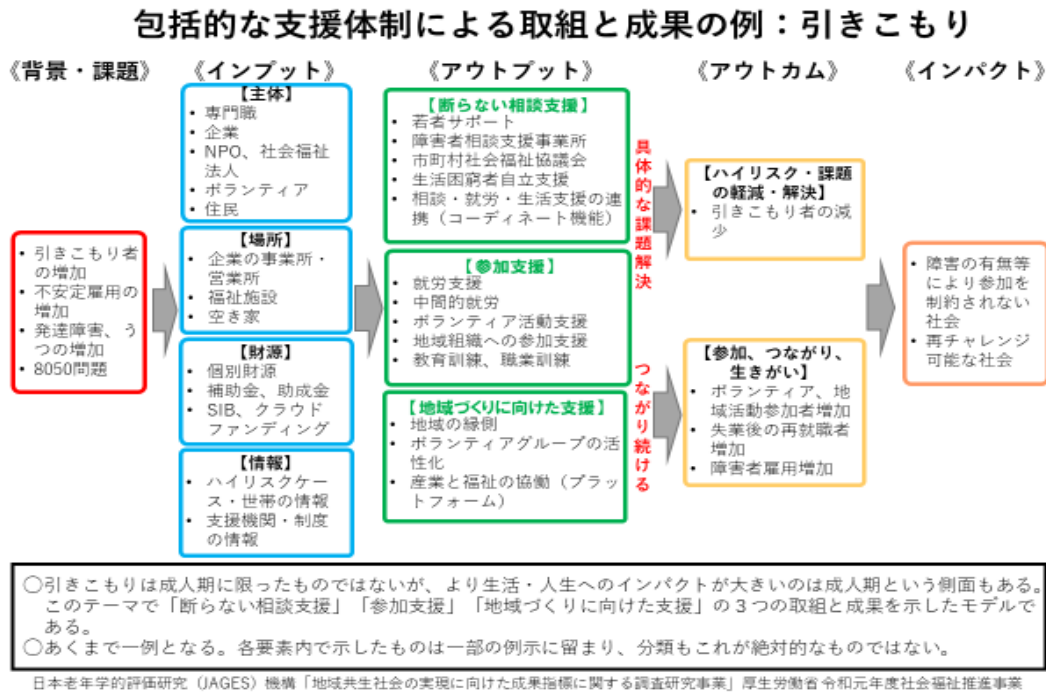 包括的な支援体制による取組と成果の例：引きこもり
《背景・課題》
《インプット》
《アウトプット》
《アウトカム》
《インパクト》
• 引きこもり者
の増加
• 不安定雇用の
増加
• 発達障害、う
つの増加
• 8050問題
【主体】
• 専門職
• 企業
• NPO、社会福祉
法人
• ボランティア
• 住民
【場所】
• 企業の事業所・
営業所
• 福祉施設
• 空き家
【財源】
• 個別財源
• 補助金、助成金
• SIB、クラウド
ファンディング
【情報】
• ハイリスクケー
ス・世帯の情報
• 支援機関・制度
の情報
【断らない相談支援】
• 若者サポート
• 障害者相談支援事業所
• 市町村社会福祉協議会
• 生活困窮者自立支援
• 相談・就労・生活支援の連
携（コーディネート機能）
【参加支援】
• 就労支援
• 中間的就労
• ボランティア活動支援
• 地域組織への参加支援
• 教育訓練、職業訓練
【地域づくりに向けた支援】
• 地域の縁側
• ボランティアグループの活
性化
• 産業と福祉の協働（プラッ
トフォーム）
具体的な課題解決
つながり続ける
【ハイリスク・課題
の軽減・解決】
• 引きこもり者の減
少
【参加、つながり、
生きがい】
• ボランティア、地
域活動参加者増加
• 失業後の再就職者
増加
• 障害者雇用増加
• 障害の有無等
により参加を
制約されない
社会
• 再チャレンジ
可能な社会
○引きこもりは成人期に限ったものではないが、より生活・人生へのインパクトが大きいのは成人期という側面もある。
このテーマで「断らない相談支援」「参加支援」「地域づくりに向けた支援」の３つの取組と成果を示したモデルで
ある。
○あくまで一例となる。各要素内で示したものは一部の例示に留まり、分類もこれが絶対的なものではない。
日本老年学的評価研究（JAGES）機構「地域共生社会の実現に向けた成果指標に関する調査研究事業」厚生労働省令和元年度社会福祉推進事業